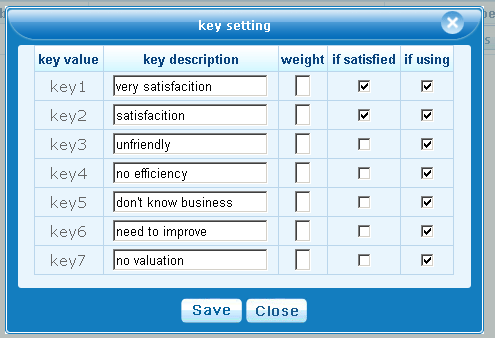 key setting
key value key description weight if satisfied if using
key1 very satisfacition
key2 satisfacition
key3 unfriendly
key4 no efficiency
key5 don't know business
key6 need to improve
key7 no valuation
Save Close